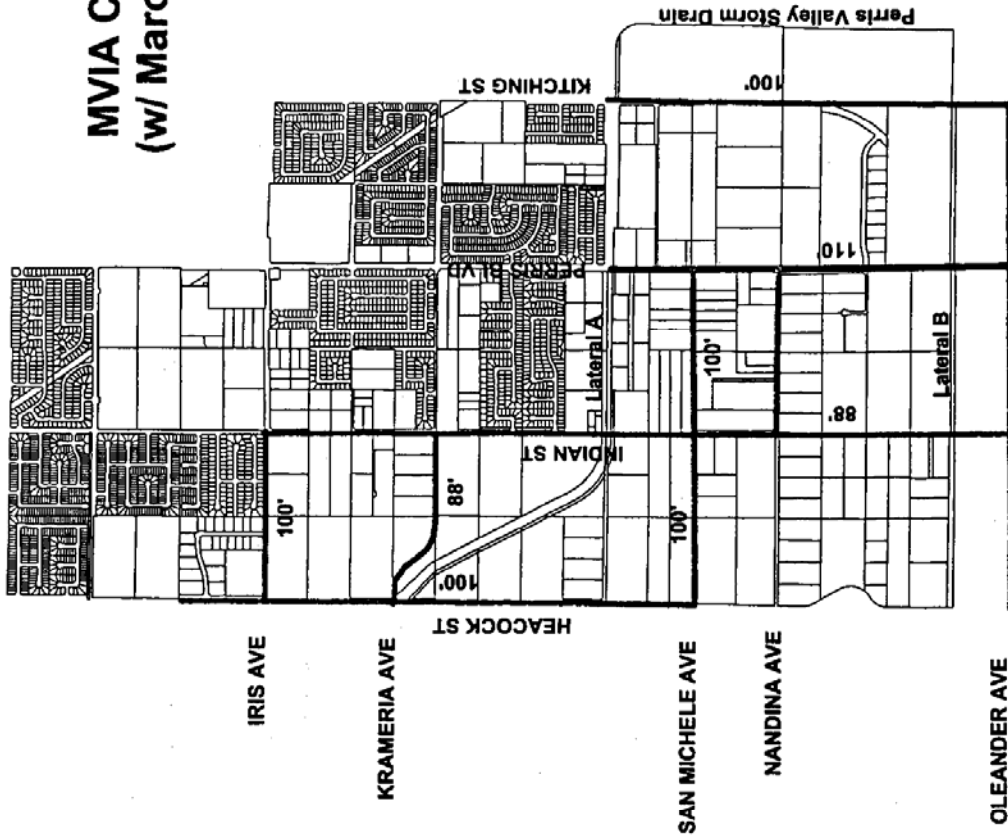 MVIA C
(w/ Marc
Perris Valley Storm Drain
KITCHING ST
100'
PERRIS BLVD
110'
Lateral A
100'
88'
Lateral B
INDIAN ST
IRIS AVE
100'
88'
KRAMERIA AVE
100'
100'
HEACOCK ST
SAN MICHELE AVE
NANDINA AVE
OLEANDER AVE